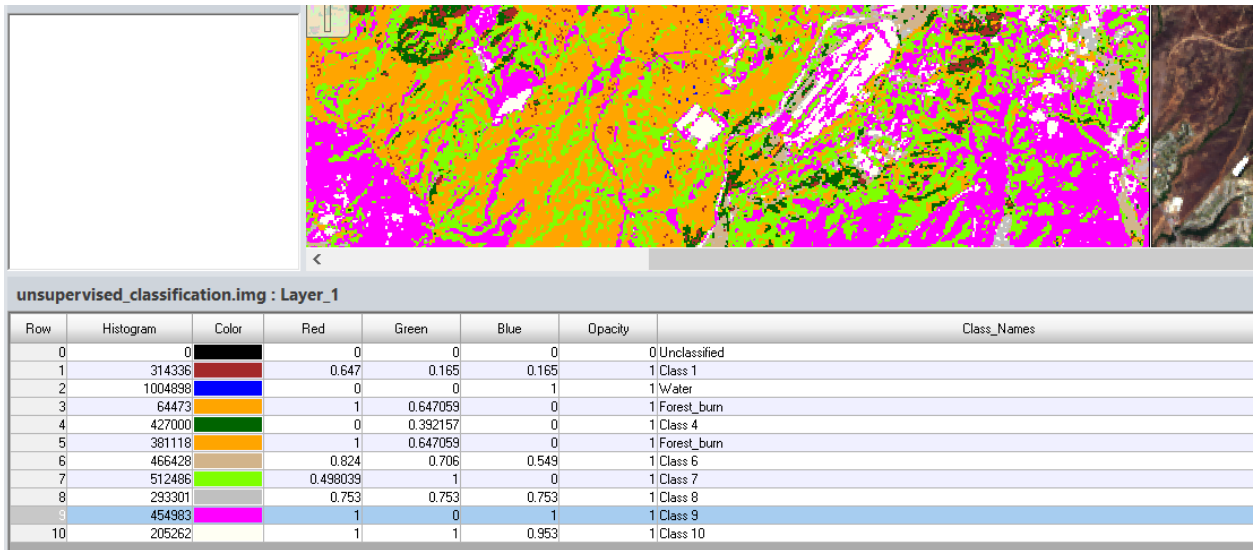 unsupervised_classification.img : Layer_1
Row Histogram Color Red Green Blue Opacity Class_Names
0 0 0 0 0 0 Unclassified
1 314336 0.647 0.165 0.165 1 Class 1
2 1004898 0 0 1 1 Water
3 64473 1 0.647059 0 1 Forest_burn
4 427000 0 0.392157 0 1 Class 4
5 381118 1 0.647059 0 1 Forest_burn
6 466428 0.824 0.706 0.549 1 Class 6
7 512486 0.498039 1 0 1 Class 7
8 293301 0.753 0.753 0.753 1 Class 8
9 454983 1 0 1 1 Class 9
10 205262 1 1 0.953 1 Class 10